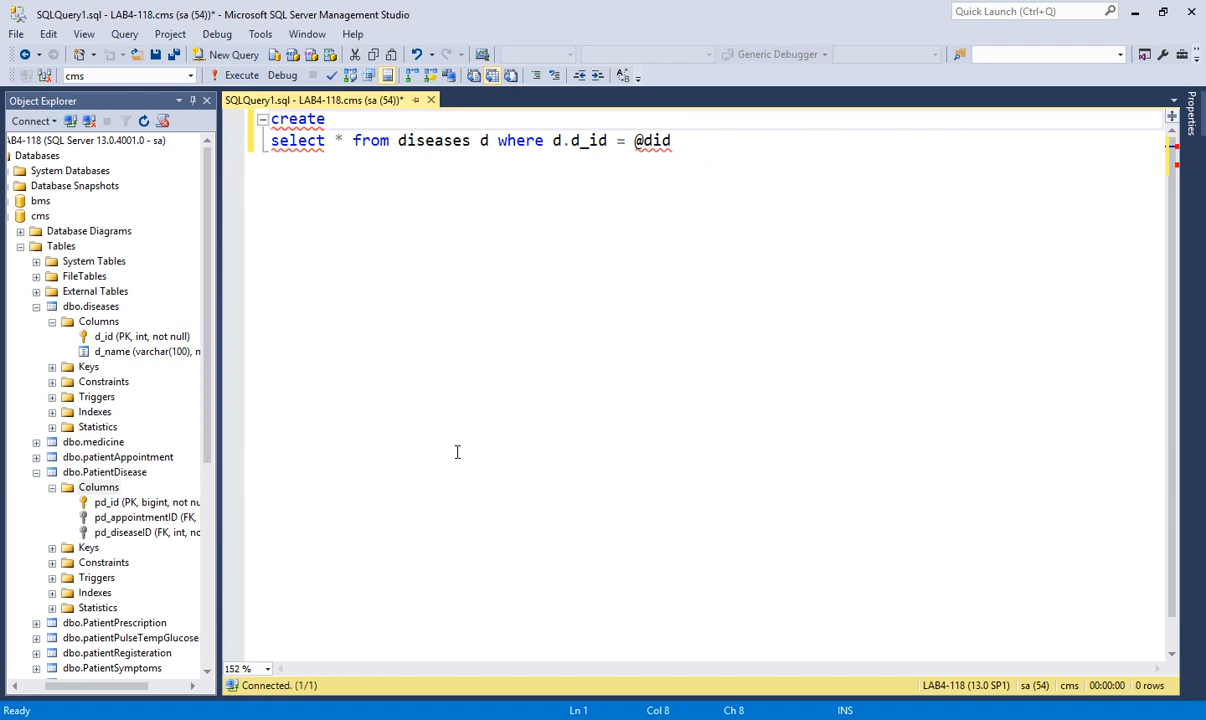 SQLQuery1.sql - LAB4-118.cms (sa (54))* - Microsoft SQL Server Management Studio
Quick Launch (Ctrl+Q)
File Edit View Query Project Debug Tools Window Help
New Query
Generic Debugger
cms
Execute Debug
Object Explorer
SQLQuery1.sql - LAB4-118.cms (sa (54))*
Properties
Connect
AB4-118 (SQL Server 13.0.4001.0 - sa)
Databases
System Databases
Database Snapshots
bms
cms
Database Diagrams
Tables
System Tables
FileTables
External Tables
dbo.diseases
Columns
d_id (PK, int, not null)
d_name (varchar(100), n
Keys
Constraints
Triggers
Indexes
Statistics
dbo.medicine
dbo.patientAppointment
dbo.PatientDisease
Columns
pd_id (PK, bigint, not nu
pd_appointmentID (FK,
pd_diseaseID (FK, int, no
Keys
Constraints
Triggers
Indexes
Statistics
dbo.PatientPrescription
dbo.patientPulseTempGlucose
dbo.patientRegisteration
dbo.PatientSymptoms
create
select * from diseases d where d.d_id = @did
152 %
Connected. (1/1)
LAB4-118 (13.0 SP1) sa (54) cms 00:00:00 0 rows
Ready
Ln 1 Col 8 Ch 8 INS